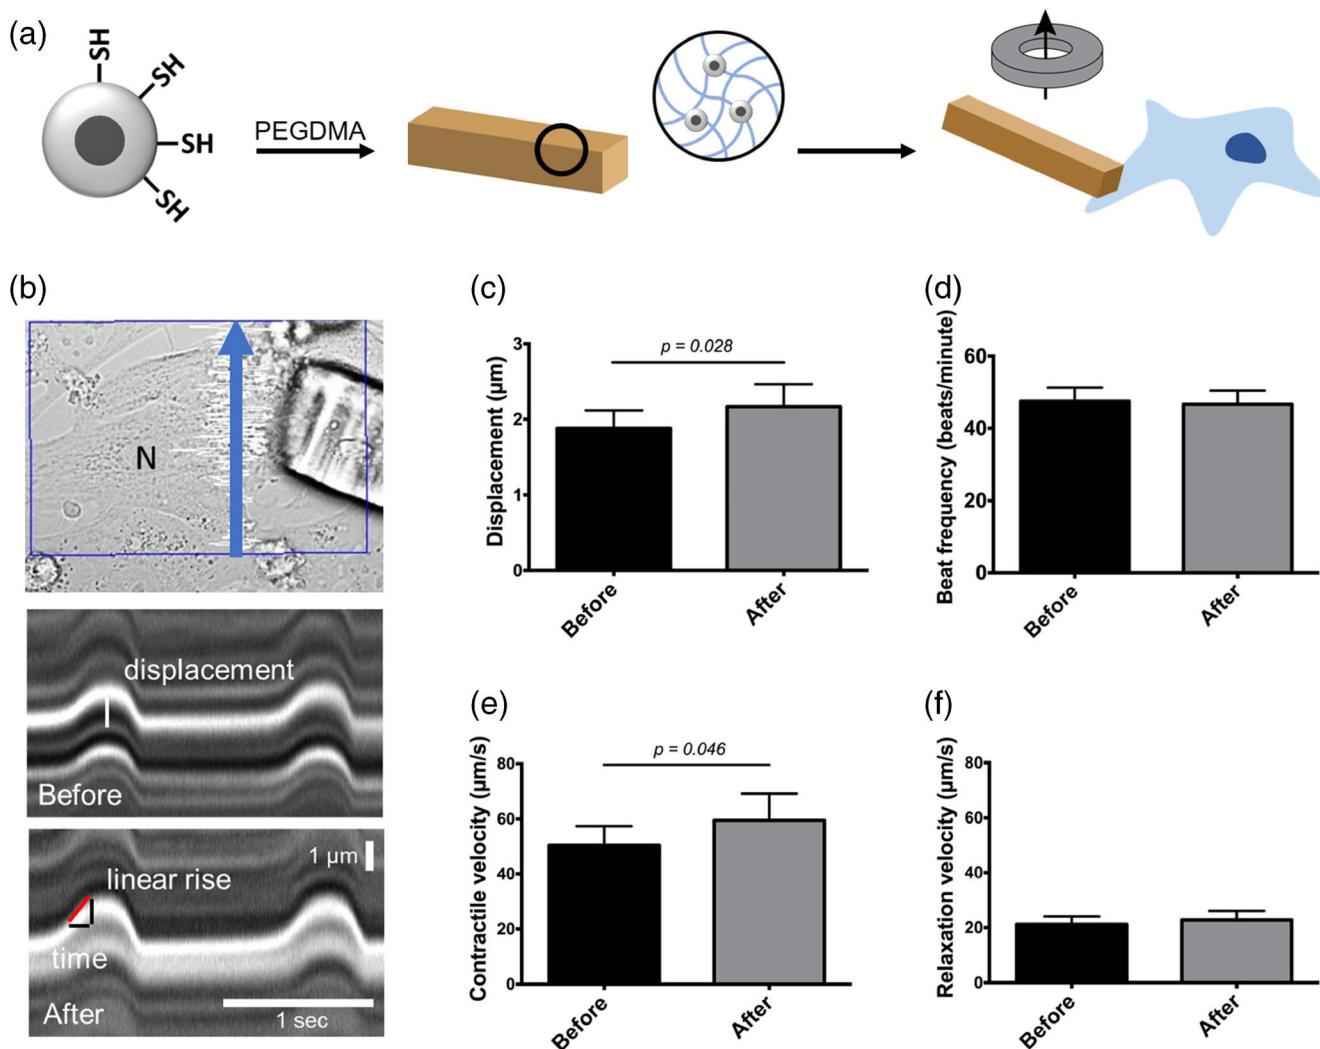 (a)
SH
SH
SH
SH
PEGDMA
(b)
N
displacement
Before
1 μm
linear rise
time
After
1 sec
(c)
Displacement (μm)
3
2
1
0
p = 0.028
Before
After
(d)
Beat frequency (beats/minute)
60
40
20
0
Before
After
(e)
Contractile velocity (μm/s)
80
60
40
20
0
p = 0.046
Before
After
(f)
Relaxation velocity (μm/s)
80
60
40
20
0
Before
After